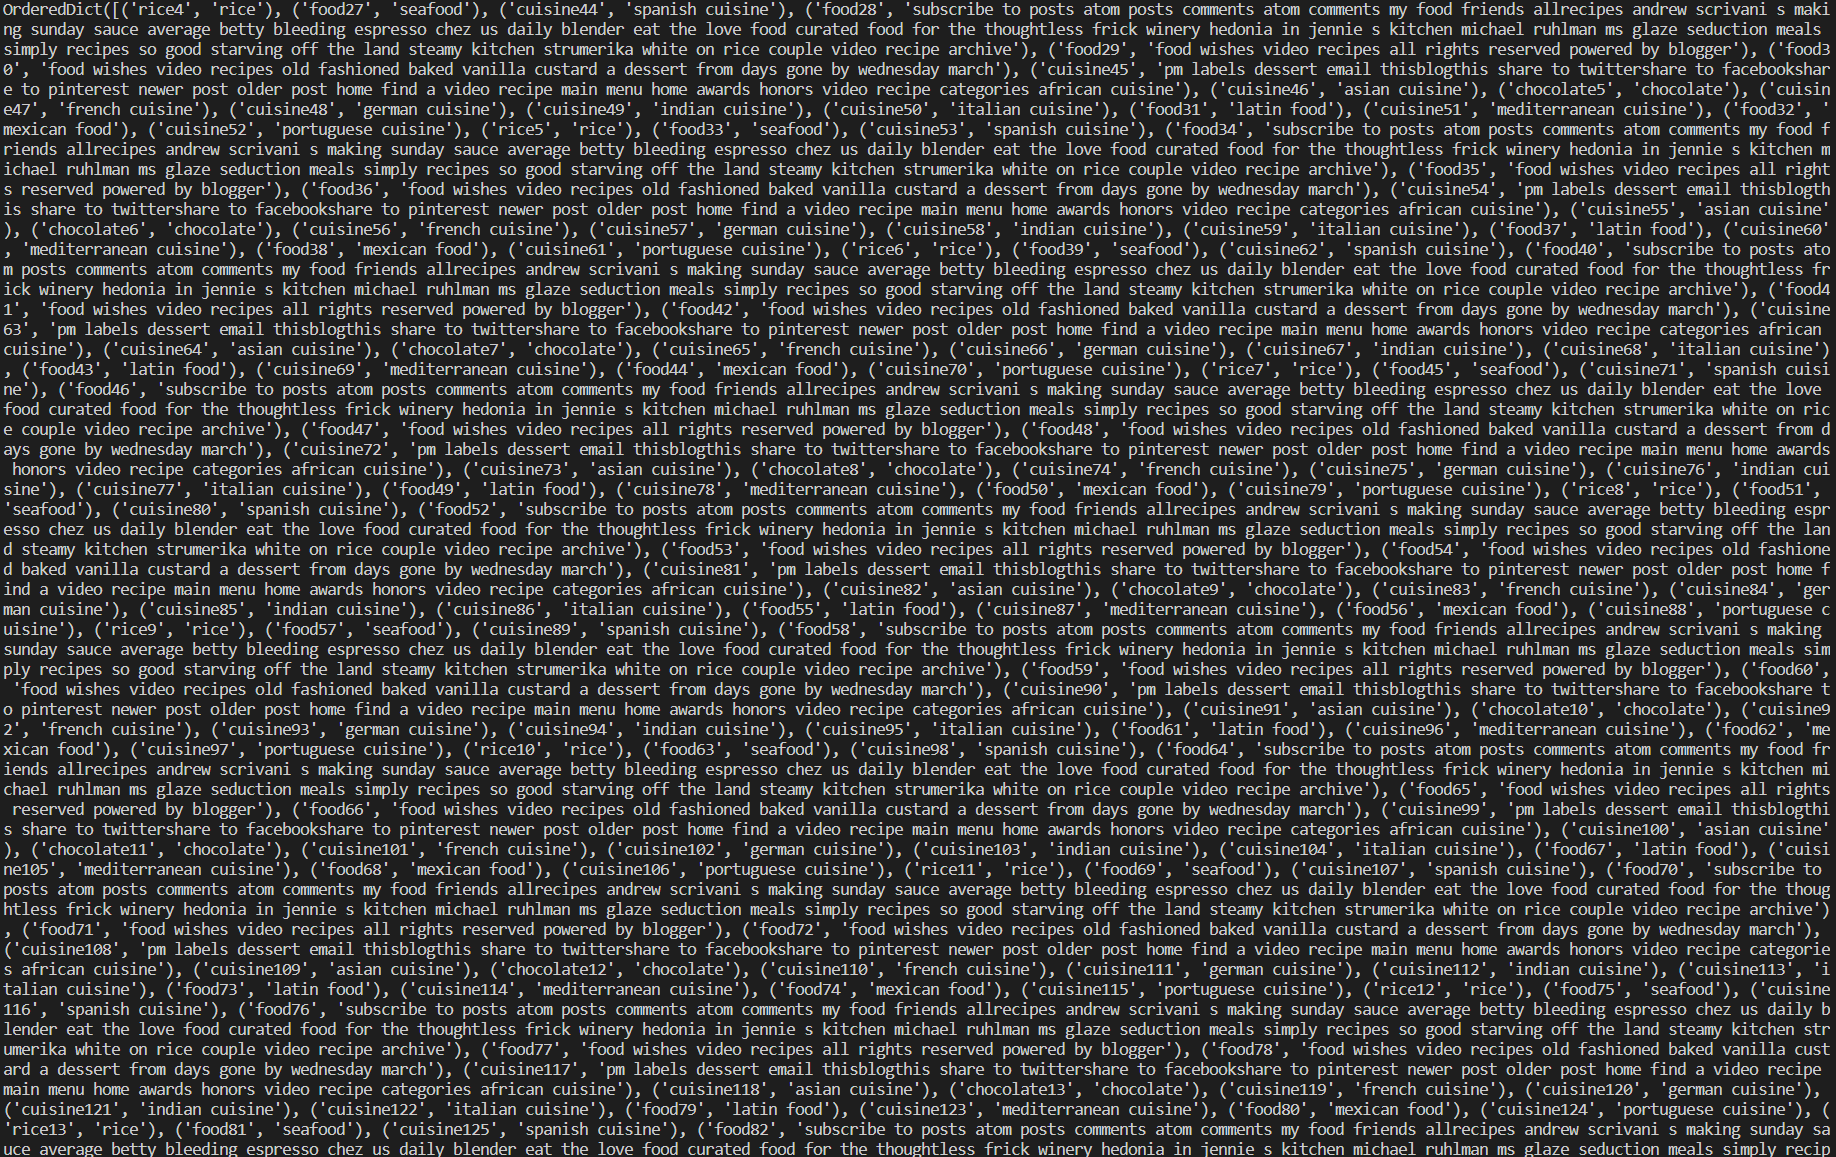 OrderedDict([('rice4', 'rice'), ('food27', 'seafood'), ('cuisine44', 'spanish cuisine'), ('food28', 'subscribe to posts atom posts comments atom comments my food friends allrecipes andrew scrivani s maki
ng sunday sauce average betty bleeding espresso chez us daily blender eat the love food curated food for the thoughtless frick winery hedonia in jennie s kitchen michael ruhlman ms glaze seduction meals
simply recipes so good starving off the land steamy kitchen strumerika white on rice couple video recipe archive'), ('food29', 'food wishes video recipes all rights reserved powered by blogger'), ('food3
0', 'food wishes video recipes old fashioned baked vanilla custard a dessert from days gone by wednesday march'), ('cuisine45', 'pm labels dessert email thisblogthis share to twittershare to facebookshar
e to pinterest newer post older post home find a video recipe main menu home awards honors video recipe categories african cuisine'), ('cuisine46', 'asian cuisine'), ('chocolate5', 'chocolate'), ('cuisin
e47', 'french cuisine'), ('cuisine48', 'german cuisine'), ('cuisine49', 'indian cuisine'), ('cuisine50', 'italian cuisine'), ('food31', 'latin food'), ('cuisine51', 'mediterranean cuisine'), ('food32', '
mexican food'), ('cuisine52', 'portuguese cuisine'), ('rice5', 'rice'), ('food33', 'seafood'), ('cuisine53', 'spanish cuisine'), ('food34', 'subscribe to posts atom posts comments atom comments my food f
riends allrecipes andrew scrivani s making sunday sauce average betty bleeding espresso chez us daily blender eat the love food curated food for the thoughtless frick winery hedonia in jennie s kitchen m
ichael ruhlman ms glaze seduction meals simply recipes so good starving off the land steamy kitchen strumerika white on rice couple video recipe archive'), ('food35', 'food wishes video recipes all right
s reserved powered by blogger'), ('food36', 'food wishes video recipes old fashioned baked vanilla custard a dessert from days gone by wednesday march'), ('cuisine54', 'pm labels dessert email thisblogth
is share to twittershare to facebookshare to pinterest newer post older post home find a video recipe main menu home awards honors video recipe categories african cuisine'), ('cuisine55', 'asian cuisine'
), ('chocolate6', 'chocolate'), ('cuisine56', 'french cuisine'), ('cuisine57', 'german cuisine'), ('cuisine58', 'indian cuisine'), ('cuisine59', 'italian cuisine'), ('food37', 'latin food'), ('cuisine60'
, 'mediterranean cuisine'), ('food38', 'mexican food'), ('cuisine61', 'portuguese cuisine'), ('rice6', 'rice'), ('food39', 'seafood'), ('cuisine62', 'spanish cuisine'), ('food40', 'subscribe to posts ato
m posts comments atom comments my food friends allrecipes andrew scrivani s making sunday sauce average betty bleeding espresso chez us daily blender eat the love food curated food for the thoughtless fr
ick winery hedonia in jennie s kitchen michael ruhlman ms glaze seduction meals simply recipes so good starving off the land steamy kitchen strumerika white on rice couple video recipe archive'), ('food4
1', 'food wishes video recipes all rights reserved powered by blogger'), ('food42', 'food wishes video recipes old fashioned baked vanilla custard a dessert from days gone by wednesday march'), ('cuisine
63', 'pm labels dessert email thisblogthis share to twittershare to facebookshare to pinterest newer post older post home find a video recipe main menu home awards honors video recipe categories african
cuisine'), ('cuisine64', 'asian cuisine'), ('chocolate7', 'chocolate'), ('cuisine65', 'french cuisine'), ('cuisine66', 'german cuisine'), ('cuisine67', 'indian cuisine'), ('cuisine68', 'italian cuisine')
, ('food43', 'latin food'), ('cuisine69', 'mediterranean cuisine'), ('food44', 'mexican food'), ('cuisine70', 'portuguese cuisine'), ('rice7', 'rice'), ('food45', 'seafood'), ('cuisine71', 'spanish cuisi
ne'), ('food46', 'subscribe to posts atom posts comments atom comments my food friends allrecipes andrew scrivani s making sunday sauce average betty bleeding espresso chez us daily blender eat the love
food curated food for the thoughtless frick winery hedonia in jennie s kitchen michael ruhlman ms glaze seduction meals simply recipes so good starving off the land steamy kitchen strumerika white on ric
e couple video recipe archive'), ('food47', 'food wishes video recipes all rights reserved powered by blogger'), ('food48', 'food wishes video recipes old fashioned baked vanilla custard a dessert from d
ays gone by wednesday march'), ('cuisine72', 'pm labels dessert email thisblogthis share to twittershare to facebookshare to pinterest newer post older post home find a video recipe main menu home awards
 honors video recipe categories african cuisine'), ('cuisine73', 'asian cuisine'), ('chocolate8', 'chocolate'), ('cuisine74', 'french cuisine'), ('cuisine75', 'german cuisine'), ('cuisine76', 'indian cui
sine'), ('cuisine77', 'italian cuisine'), ('food49', 'latin food'), ('cuisine78', 'mediterranean cuisine'), ('food50', 'mexican food'), ('cuisine79', 'portuguese cuisine'), ('rice8', 'rice'), ('food51',
'seafood'), ('cuisine80', 'spanish cuisine'), ('food52', 'subscribe to posts atom posts comments atom comments my food friends allrecipes andrew scrivani s making sunday sauce average betty bleeding espr
esso chez us daily blender eat the love food curated food for the thoughtless frick winery hedonia in jennie s kitchen michael ruhlman ms glaze seduction meals simply recipes so good starving off the lan
d steamy kitchen strumerika white on rice couple video recipe archive'), ('food53', 'food wishes video recipes all rights reserved powered by blogger'), ('food54', 'food wishes video recipes old fashione
d baked vanilla custard a dessert from days gone by wednesday march'), ('cuisine81', 'pm labels dessert email thisblogthis share to twittershare to facebookshare to pinterest newer post older post home f
ind a video recipe main menu home awards honors video recipe categories african cuisine'), ('cuisine82', 'asian cuisine'), ('chocolate9', 'chocolate'), ('cuisine83', 'french cuisine'), ('cuisine84', 'ger
man cuisine'), ('cuisine85', 'indian cuisine'), ('cuisine86', 'italian cuisine'), ('food55', 'latin food'), ('cuisine87', 'mediterranean cuisine'), ('food56', 'mexican food'), ('cuisine88', 'portuguese c
uisine'), ('rice9', 'rice'), ('food57', 'seafood'), ('cuisine89', 'spanish cuisine'), ('food58', 'subscribe to posts atom posts comments atom comments my food friends allrecipes andrew scrivani s making
sunday sauce average betty bleeding espresso chez us daily blender eat the love food curated food for the thoughtless frick winery hedonia in jennie s kitchen michael ruhlman ms glaze seduction meals sim
ply recipes so good starving off the land steamy kitchen strumerika white on rice couple video recipe archive'), ('food59', 'food wishes video recipes all rights reserved powered by blogger'), ('food60',
 'food wishes video recipes old fashioned baked vanilla custard a dessert from days gone by wednesday march'), ('cuisine90', 'pm labels dessert email thisblogthis share to twittershare to facebookshare t
o pinterest newer post older post home find a video recipe main menu home awards honors video recipe categories african cuisine'), ('cuisine91', 'asian cuisine'), ('chocolate10', 'chocolate'), ('cuisine9
2', 'french cuisine'), ('cuisine93', 'german cuisine'), ('cuisine94', 'indian cuisine'), ('cuisine95', 'italian cuisine'), ('food61', 'latin food'), ('cuisine96', 'mediterranean cuisine'), ('food62', 'me
xican food'), ('cuisine97', 'portuguese cuisine'), ('rice10', 'rice'), ('food63', 'seafood'), ('cuisine98', 'spanish cuisine'), ('food64', 'subscribe to posts atom posts comments atom comments my food fr
iends allrecipes andrew scrivani s making sunday sauce average betty bleeding espresso chez us daily blender eat the love food curated food for the thoughtless frick winery hedonia in jennie s kitchen mi
chael ruhlman ms glaze seduction meals simply recipes so good starving off the land steamy kitchen strumerika white on rice couple video recipe archive'), ('food65', 'food wishes video recipes all rights
 reserved powered by blogger'), ('food66', 'food wishes video recipes old fashioned baked vanilla custard a dessert from days gone by wednesday march'), ('cuisine99', 'pm labels dessert email thisblogthi
s share to twittershare to facebookshare to pinterest newer post older post home find a video recipe main menu home awards honors video recipe categories african cuisine'), ('cuisine100', 'asian cuisine'
), ('chocolate11', 'chocolate'), ('cuisine101', 'french cuisine'), ('cuisine102', 'german cuisine'), ('cuisine103', 'indian cuisine'), ('cuisine104', 'italian cuisine'), ('food67', 'latin food'), ('cuisi
ne105', 'mediterranean cuisine'), ('food68', 'mexican food'), ('cuisine106', 'portuguese cuisine'), ('rice11', 'rice'), ('food69', 'seafood'), ('cuisine107', 'spanish cuisine'), ('food70', 'subscribe to
posts atom posts comments atom comments my food friends allrecipes andrew scrivani s making sunday sauce average betty bleeding espresso chez us daily blender eat the love food curated food for the thoug
htless frick winery hedonia in jennie s kitchen michael ruhlman ms glaze seduction meals simply recipes so good starving off the land steamy kitchen strumerika white on rice couple video recipe archive')
, ('food71', 'food wishes video recipes all rights reserved powered by blogger'), ('food72', 'food wishes video recipes old fashioned baked vanilla custard a dessert from days gone by wednesday march'),
('cuisine108', 'pm labels dessert email thisblogthis share to twittershare to facebookshare to pinterest newer post older post home find a video recipe main menu home awards honors video recipe categorie
s african cuisine'), ('cuisine109', 'asian cuisine'), ('chocolate12', 'chocolate'), ('cuisine110', 'french cuisine'), ('cuisine111', 'german cuisine'), ('cuisine112', 'indian cuisine'), ('cuisine113', 'i
talian cuisine'), ('food73', 'latin food'), ('cuisine114', 'mediterranean cuisine'), ('food74', 'mexican food'), ('cuisine115', 'portuguese cuisine'), ('rice12', 'rice'), ('food75', 'seafood'), ('cuisine
116', 'spanish cuisine'), ('food76', 'subscribe to posts atom posts comments atom comments my food friends allrecipes andrew scrivani s making sunday sauce average betty bleeding espresso chez us daily b
lender eat the love food curated food for the thoughtless frick winery hedonia in jennie s kitchen michael ruhlman ms glaze seduction meals simply recipes so good starving off the land steamy kitchen str
umerika white on rice couple video recipe archive'), ('food77', 'food wishes video recipes all rights reserved powered by blogger'), ('food78', 'food wishes video recipes old fashioned baked vanilla cust
ard a dessert from days gone by wednesday march'), ('cuisine117', 'pm labels dessert email thisblogthis share to twittershare to facebookshare to pinterest newer post older post home find a video recipe
main menu home awards honors video recipe categories african cuisine'), ('cuisine118', 'asian cuisine'), ('chocolate13', 'chocolate'), ('cuisine119', 'french cuisine'), ('cuisine120', 'german cuisine'),
('cuisine121', 'indian cuisine'), ('cuisine122', 'italian cuisine'), ('food79', 'latin food'), ('cuisine123', 'mediterranean cuisine'), ('food80', 'mexican food'), ('cuisine124', 'portuguese cuisine'), (
'rice13', 'rice'), ('food81', 'seafood'), ('cuisine125', 'spanish cuisine'), ('food82', 'subscribe to posts atom posts comments atom comments my food friends allrecipes andrew scrivani s making sunday sa
uce average betty bleeding espresso chez us daily blender eat the love food curated food for the thoughtless frick winery hedonia in jennie s kitchen michael ruhlman ms glaze seduction meals simply recip